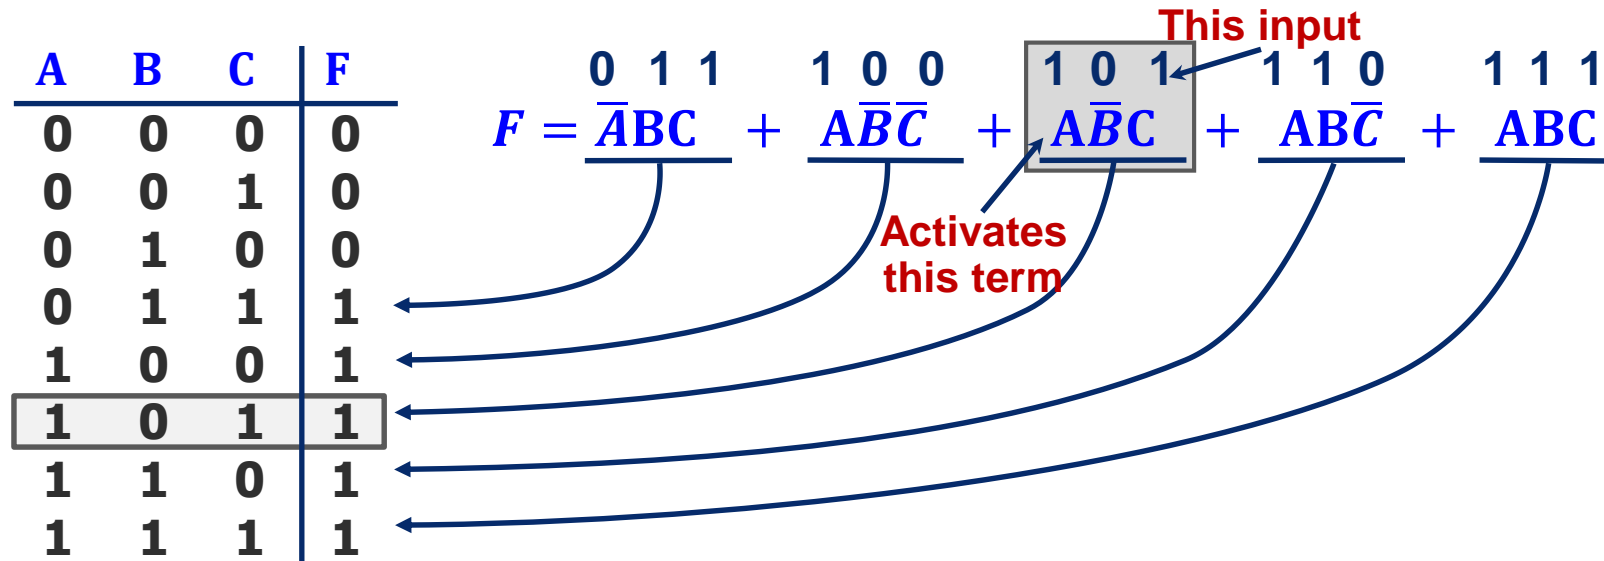 A B C F
0 0 0 0
0 0 1 0
0 1 0 0
0 1 1 1
1 0 0 1
1 0 1 1
1 1 0 1
1 1 1 1
This input
0 1 1 1 0 0 1 0 1 1 1 0 1 1 1
F = A̅BC + AB̅C̅ + AB̅C + ABC̅ + ABC
Activates
this term